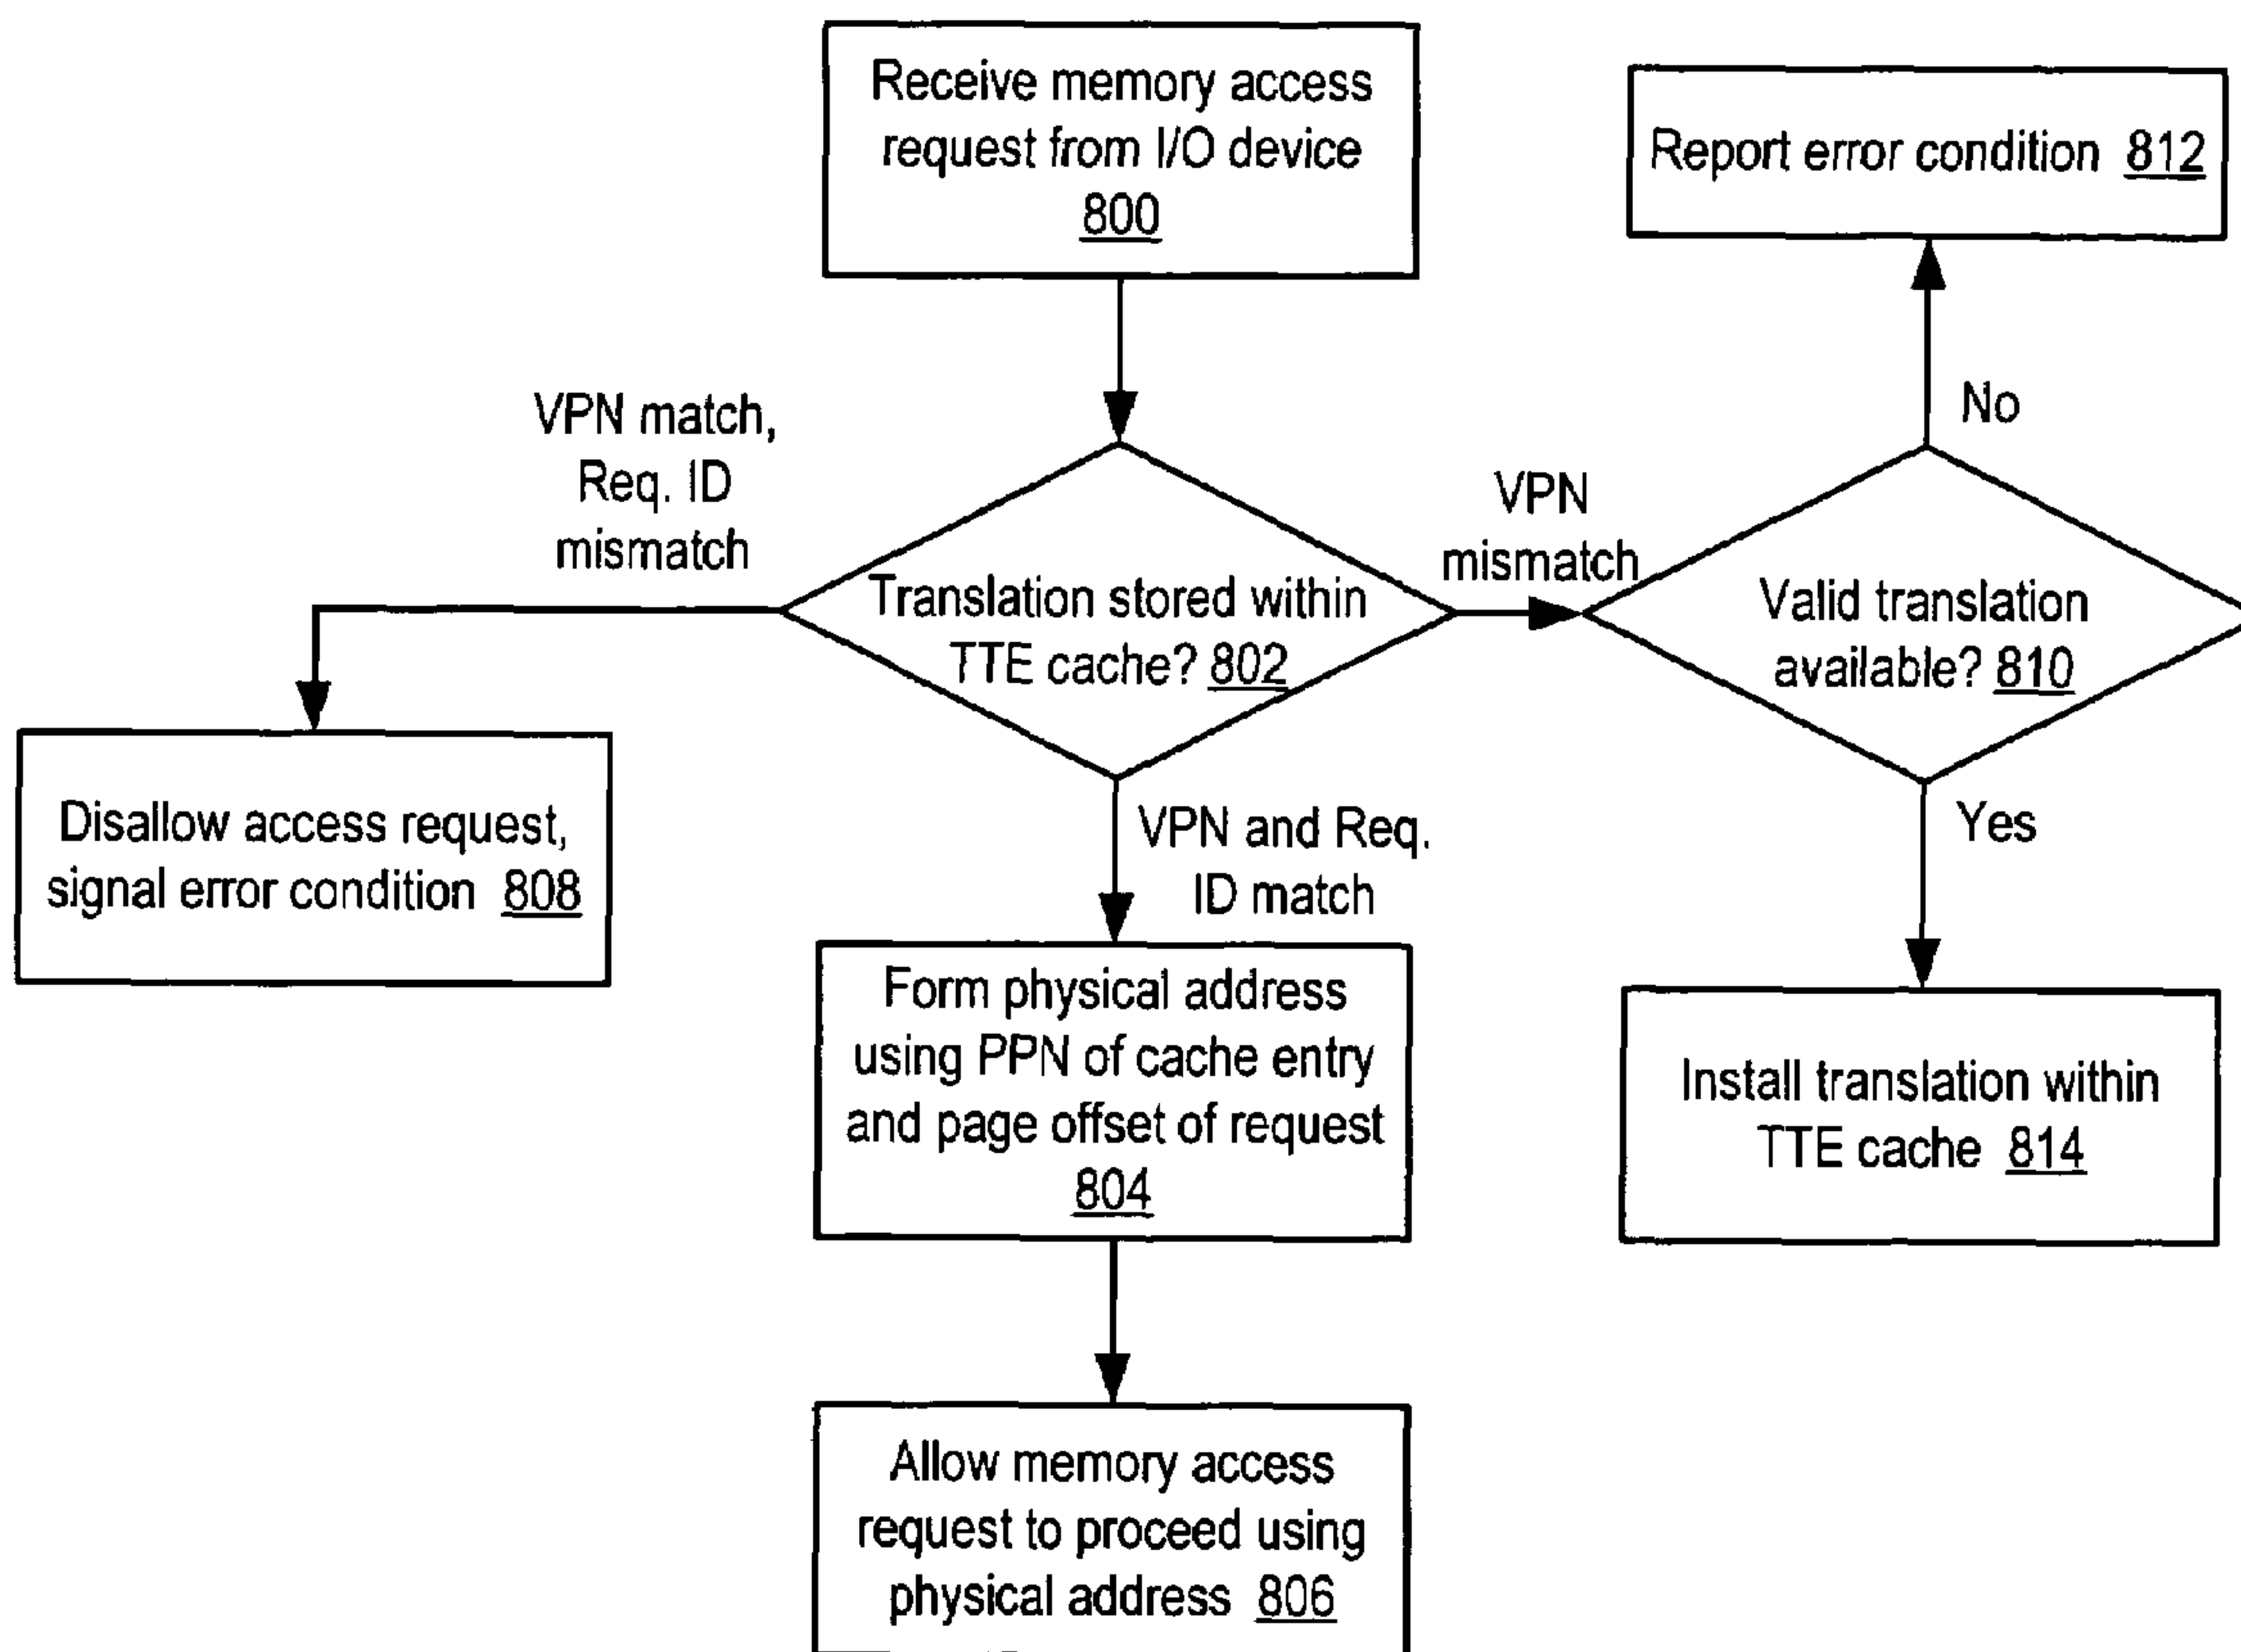 Receive memory access
request from I/O device
800
Report error condition 812
VPN match,
Req. ID
mismatch
Translation stored within
TTE cache? 802
VPN
mismatch
No
Valid translation
available? 810
Yes
Disallow access request,
signal error condition 808
VPN and Req.
ID match
Form physical address
using PPN of cache entry
and page offset of request
804
Install translation within
TTE cache 814
Allow memory access
request to proceed using
physical address 806